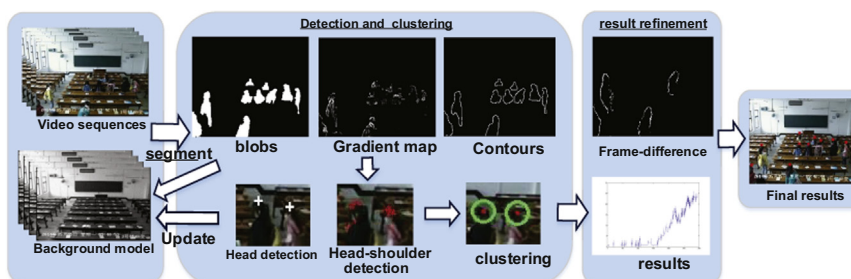 Detection and clustering
result refinement
Video sequences
segment
blobs
Gradient map
Contours
Frame-difference
Final results
Background model
Update
Head detection
Head-shoulder
detection
clustering
results